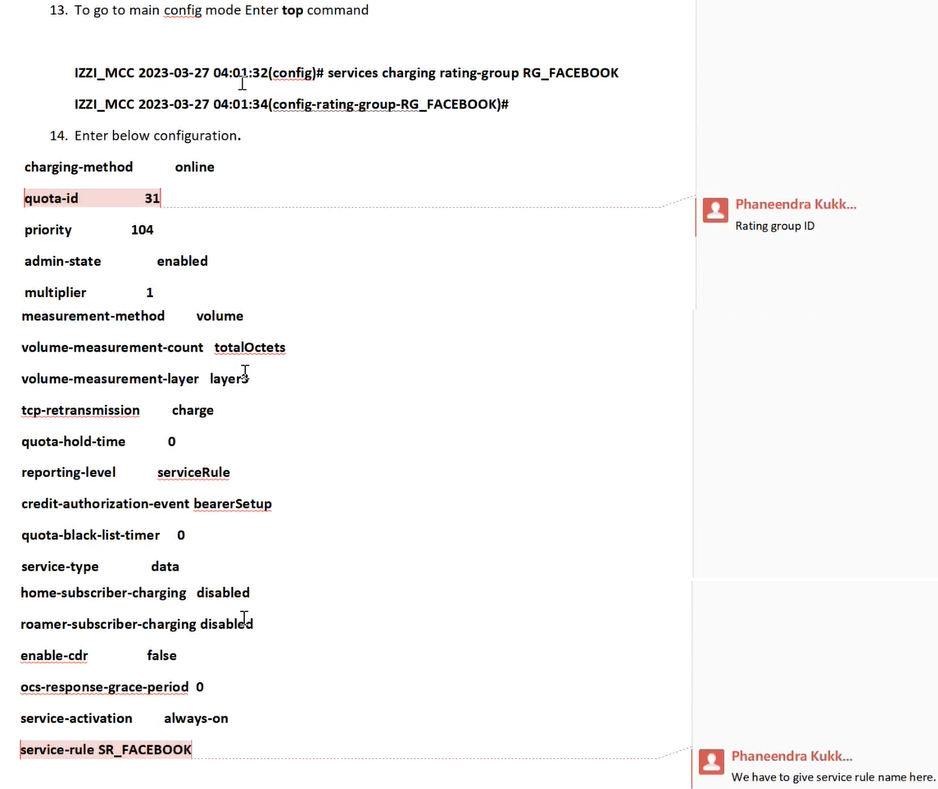 13. To go to main config mode Enter top command
IZZI_MCC 2023-03-27 04:01:32(config)# services charging rating-group RG_FACEBOOK
IZZI_MCC 2023-03-27 04:01:34(config-rating-group-RG_FACEBOOK)#
14. Enter below configuration.
charging-method online
quota-id 31
Phaneendra Kukk...
Rating group ID
priority 104
admin-state enabled
multiplier 1
measurement-method volume
volume-measurement-count totalOctets
volume-measurement-layer layer3
tcp-retransmission charge
quota-hold-time 0
reporting-level serviceRule
credit-authorization-event bearerSetup
quota-black-list-timer 0
service-type data
home-subscriber-charging disabled
roamer-subscriber-charging disabled
enable-cdr false
ocs-response-grace-period 0
service-activation always-on
service-rule SR_FACEBOOK
Phaneendra Kukk...
We have to give service rule name here.